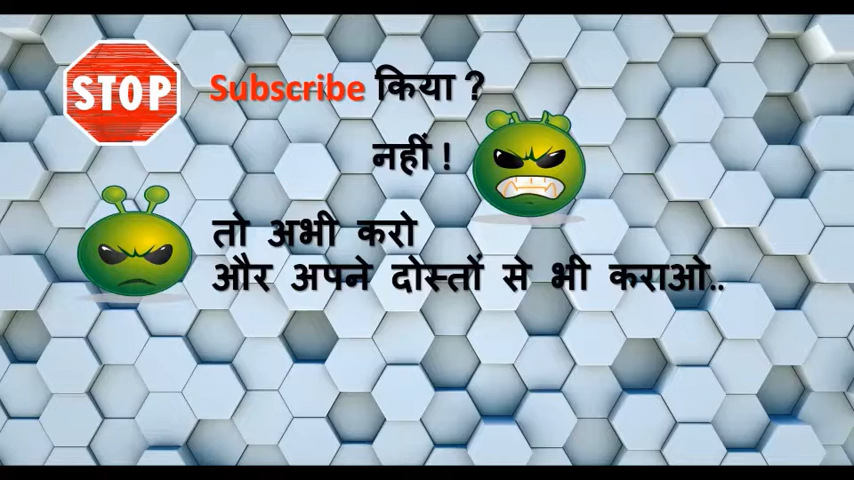 STOP
Subscribe किया ?
नहीं !
तो अभी करो
और अपने दोस्तों से भी कराओ..